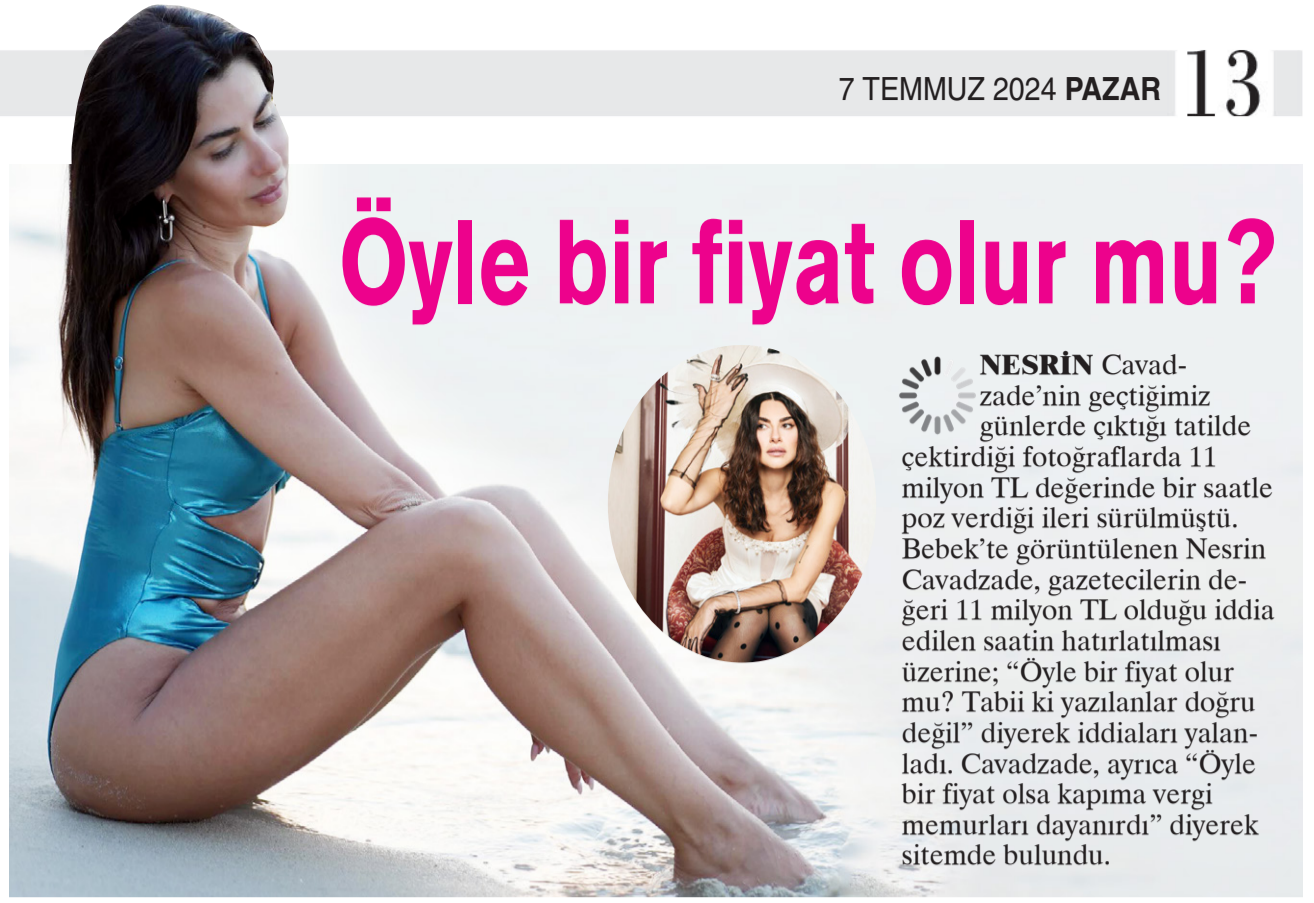 7 TEMMUZ 2024 PAZAR 13
Öyle bir fiyat olur mu?
NESRİN Cavad-
zade’nin geçtiğimiz
günlerde çıktığı tatilde
çektirdiği fotoğraflarda 11
milyon TL değerinde bir saatle
poz verdiği ileri sürülmüştü.
Bebek’te görüntülenen Nesrin
Cavadzade, gazetecilerin de-
ğeri 11 milyon TL olduğu iddia
edilen saatin hatırlatılması
üzerine; “Öyle bir fiyat olur
mu? Tabii ki yazılanlar doğru
değil” diyerek iddiaları yalan-
ladı. Cavadzade, ayrıca “Öyle
bir fiyat olsa kapıma vergi
memurları dayanırdı” diyerek
sitemde bulundu.